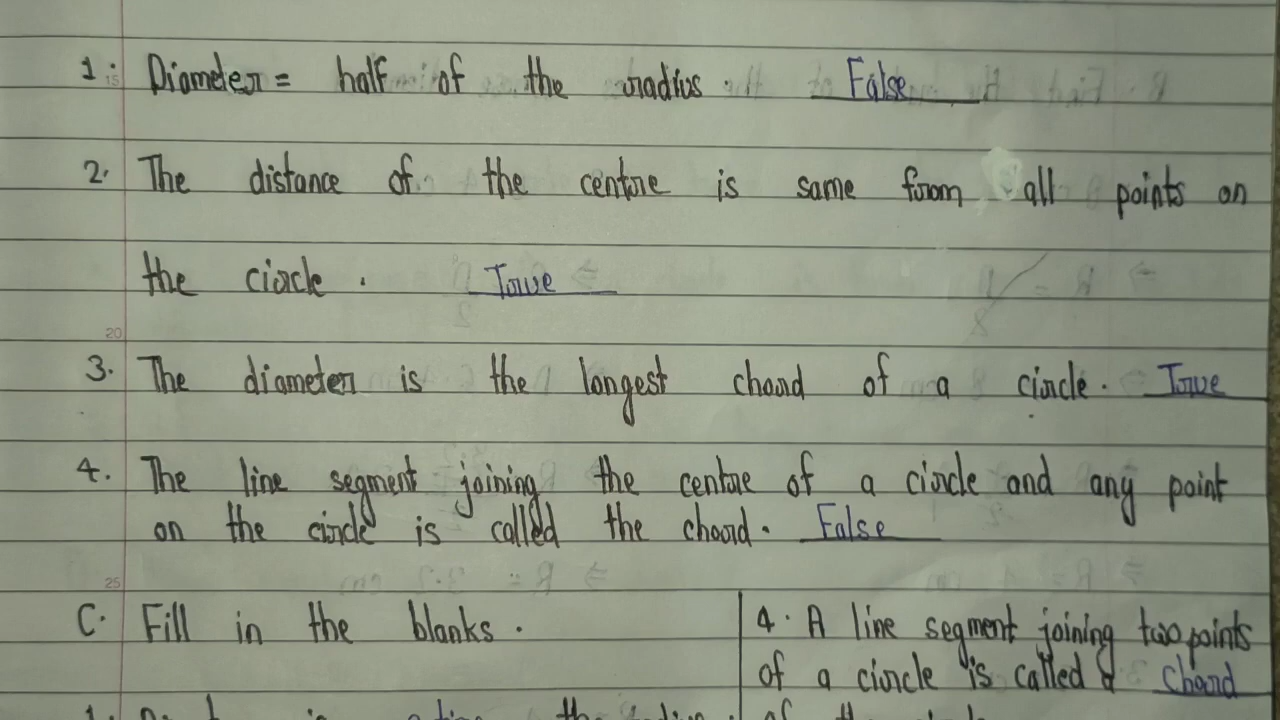 1. Diameter = half of the radius. False
2. The distance of the centre is same from all points on
the circle. True
3. The diameter is the longest chord of a circle. True
4. The line segment joining the centre of a circle and any point
on the circle is called the chord. False
C. Fill in the blanks.
4. A line segment joining two points
of a circle is called a Chord